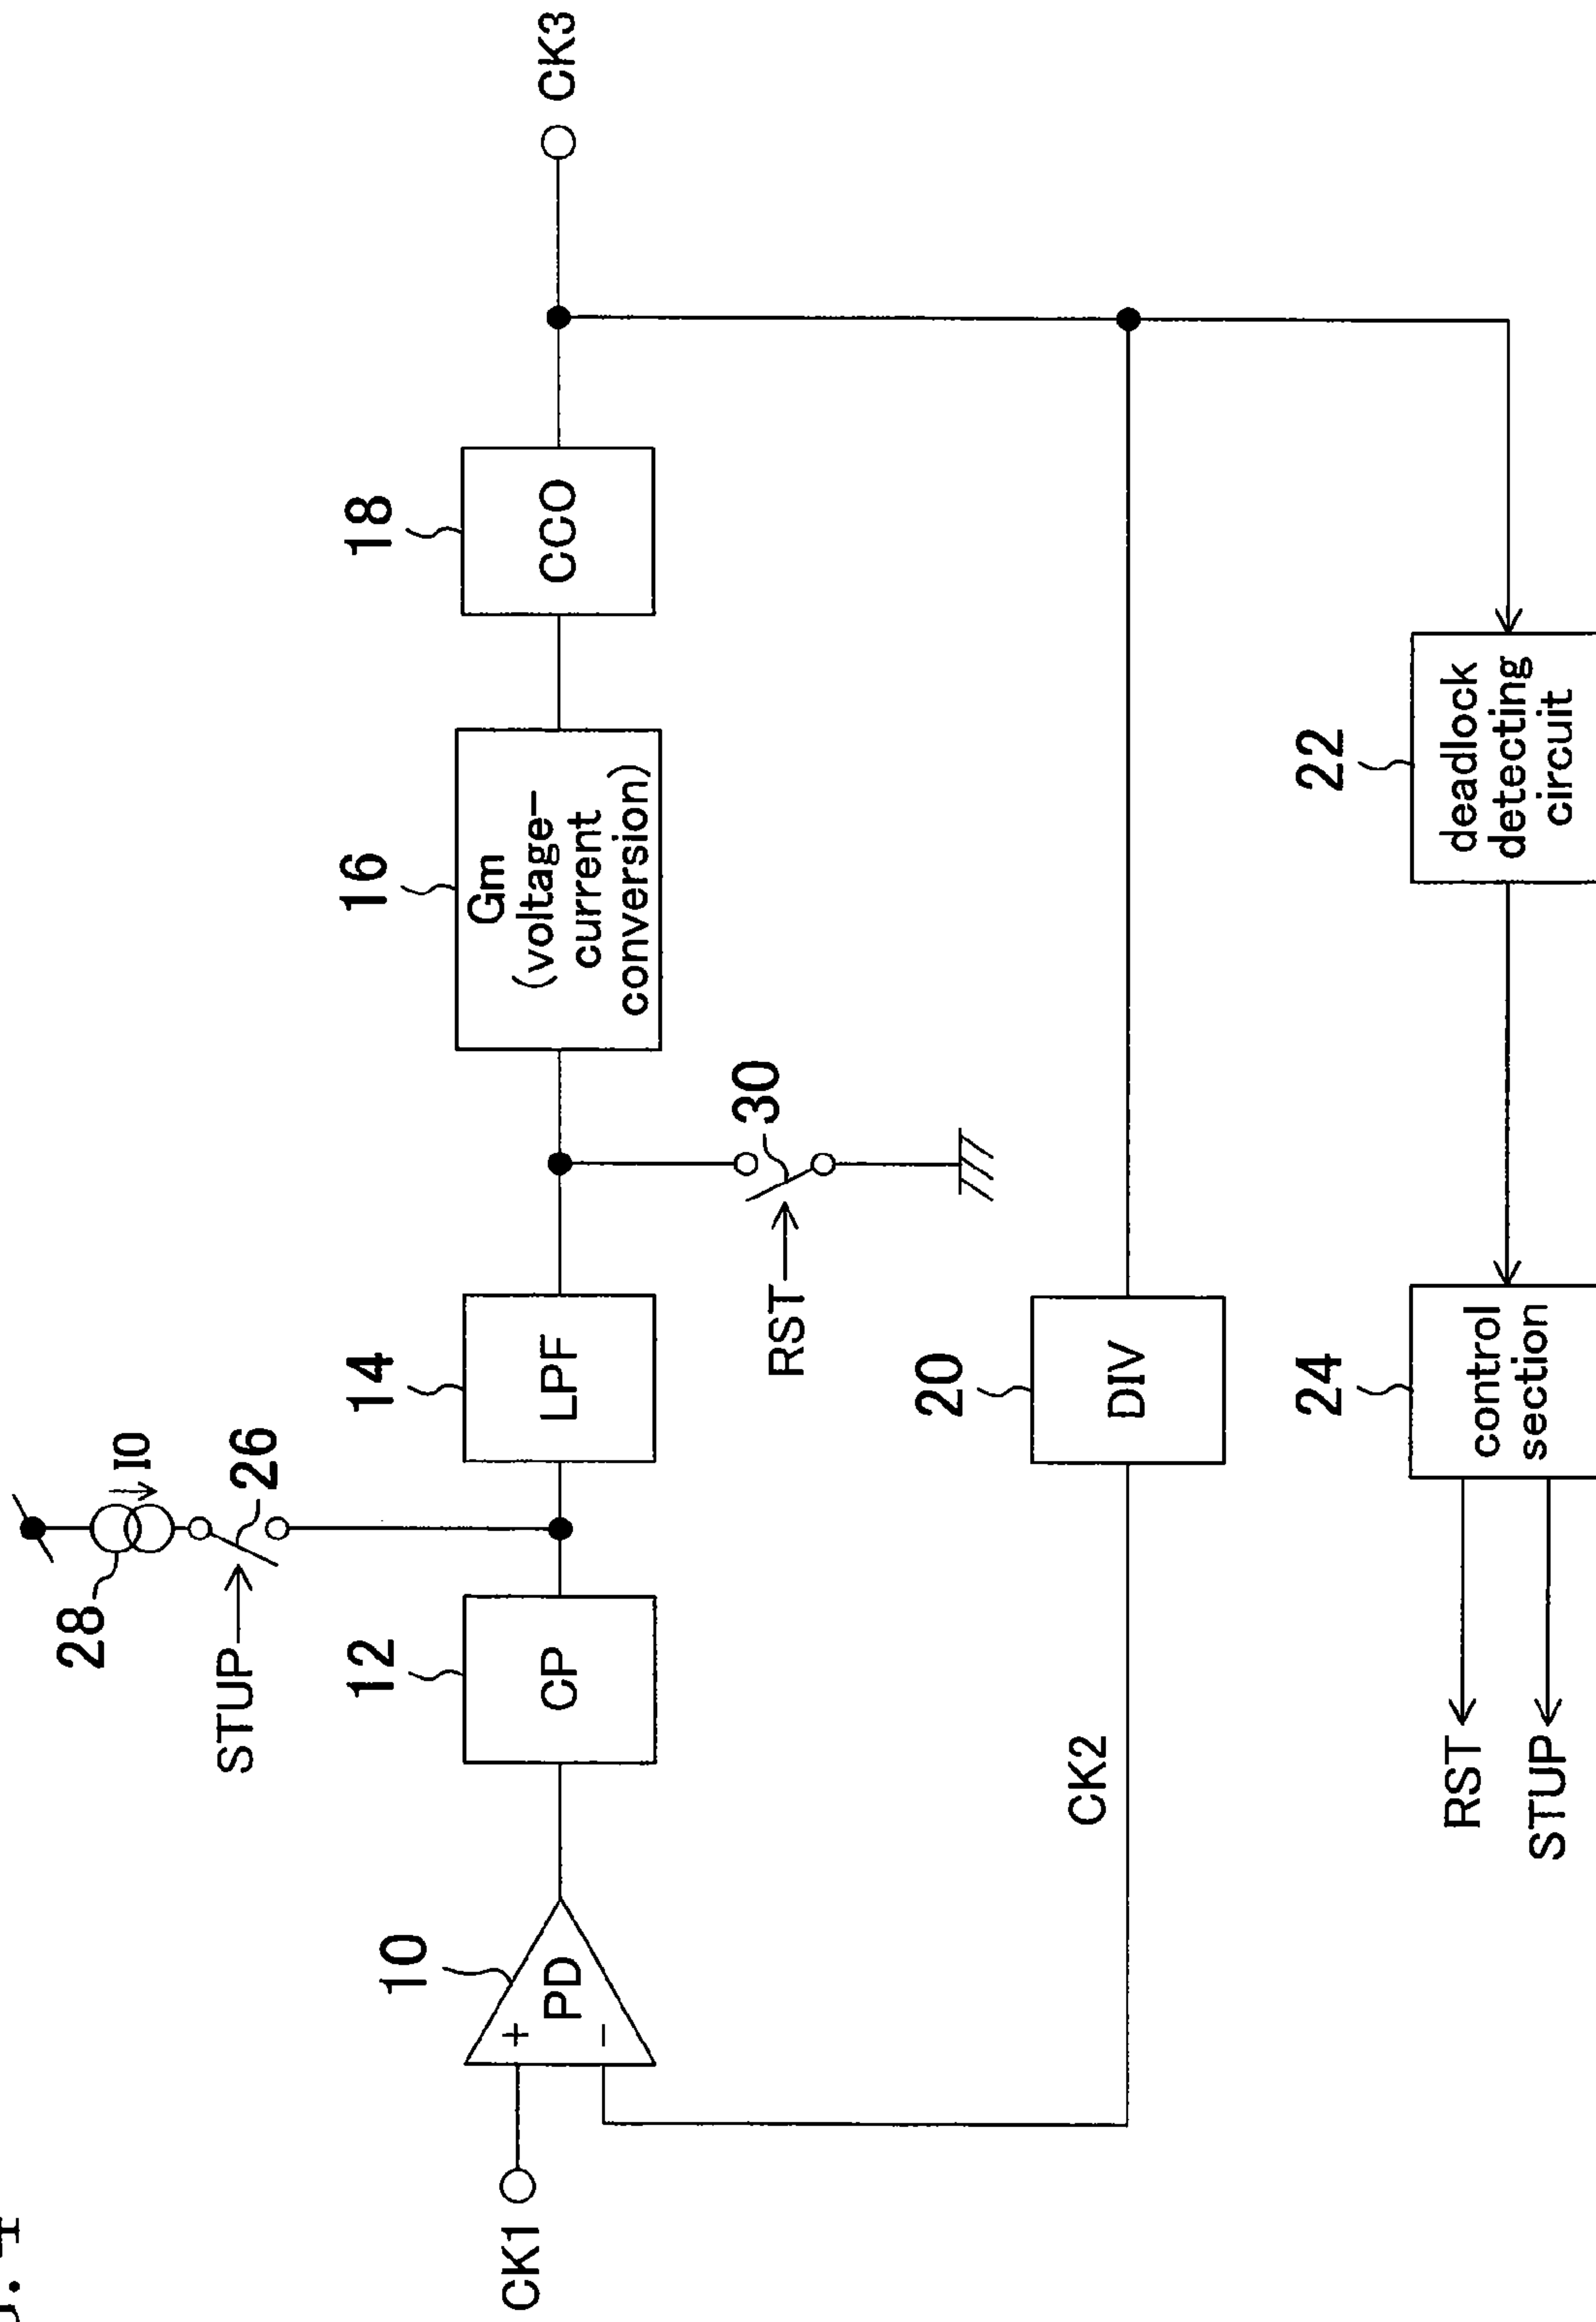 28
I0
STUP
26
10
12
14
16
18
CK1
+
PD
−
CP
LPF
Gm
(voltage-
current
conversion)
CCO
CK3
RST
30
20
DIV
CK2
24
control
section
22
deadlock
detecting
circuit
RST
STUP